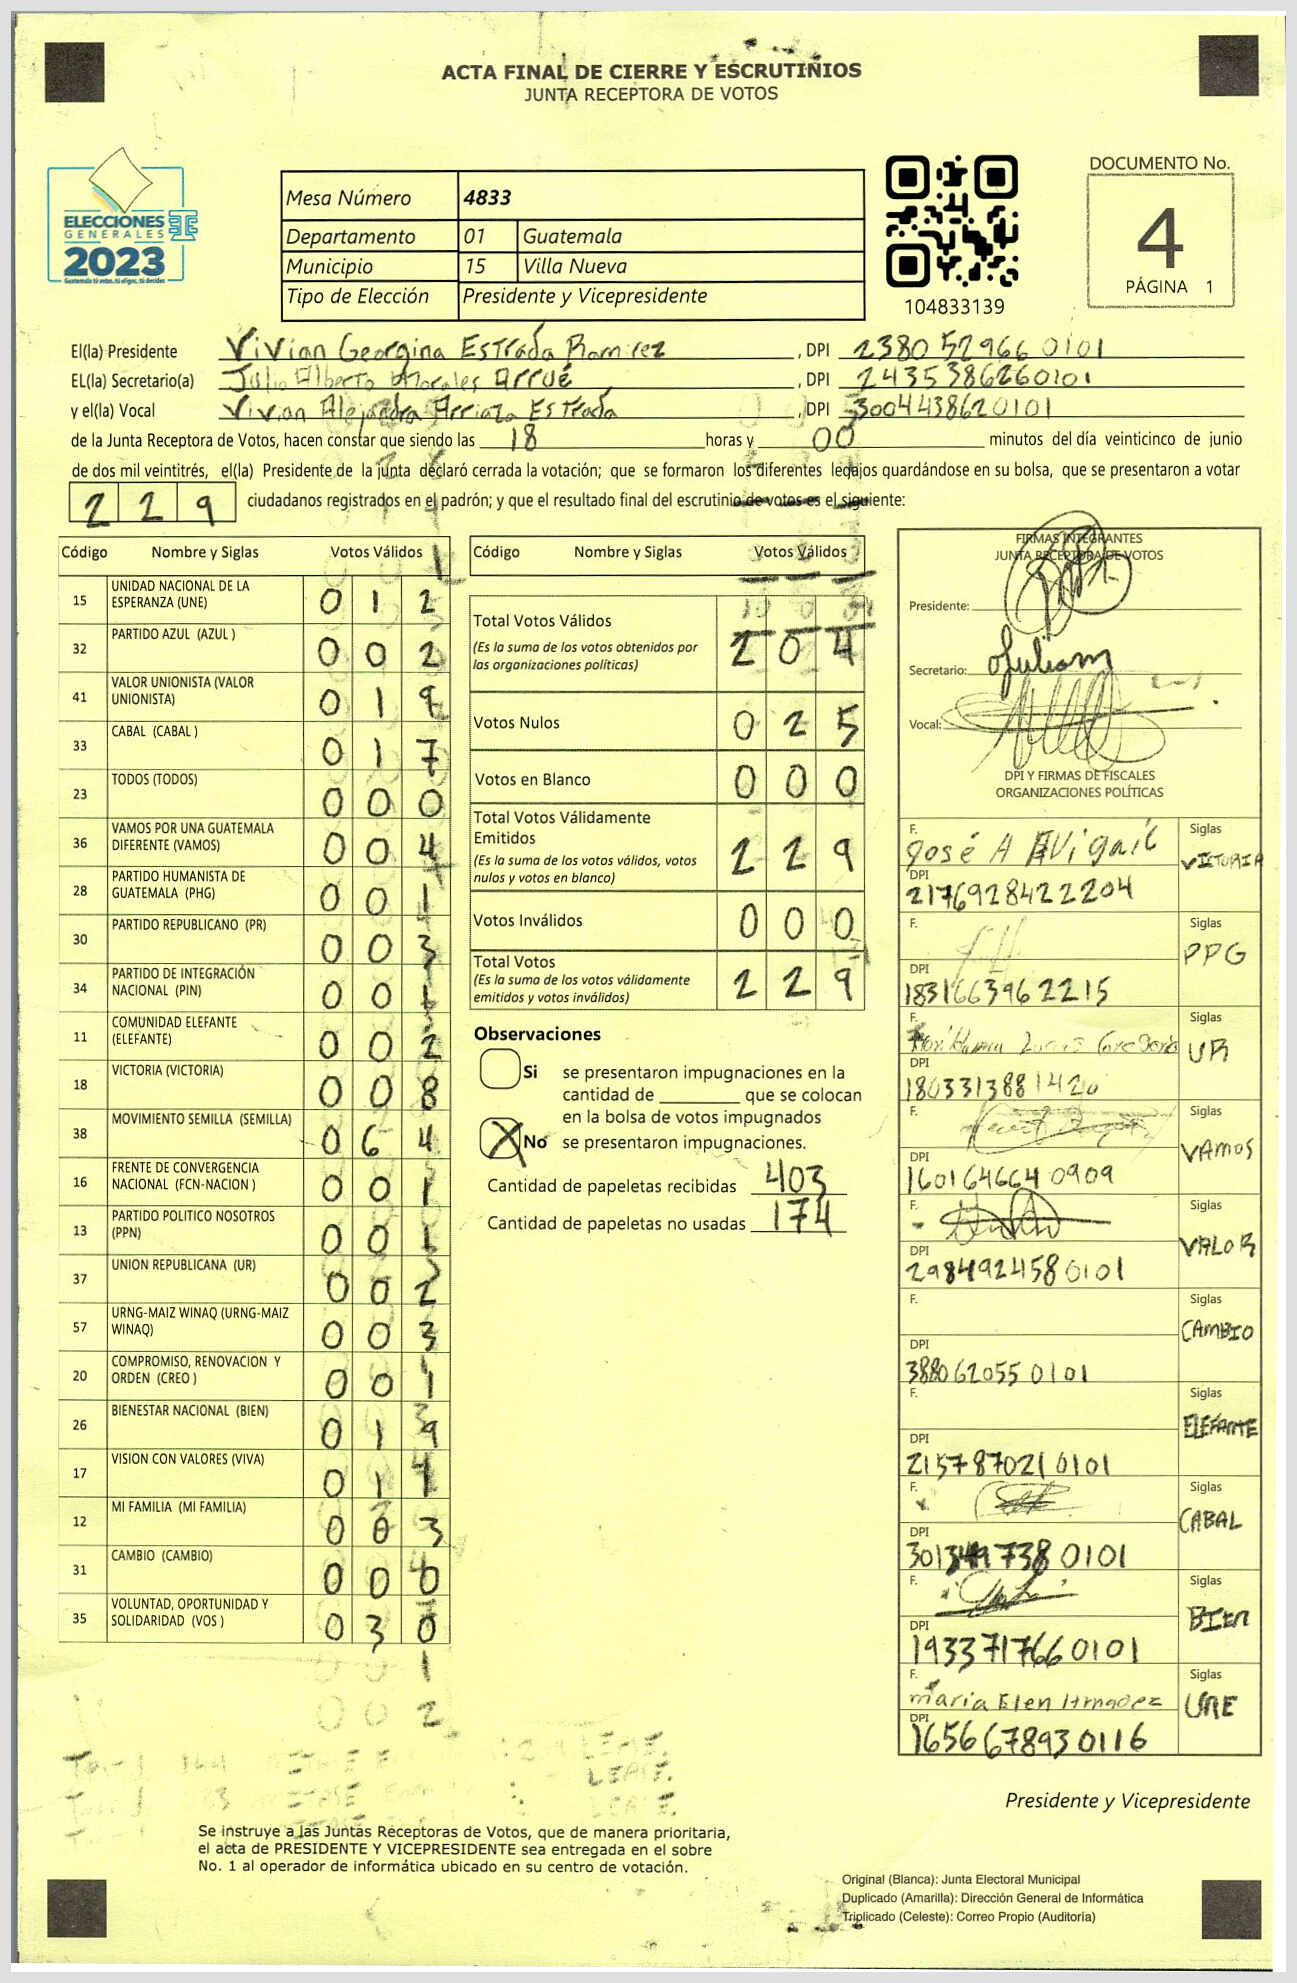 ACTA FINAL DE CIERRE Y ESCRUTINIOS
JUNTA RECEPTORA DE VOTOS
ELECCIONES
GENERALES
2023
Guatemala tú votas, tú eliges, tú decides
Mesa Número 4833
Departamento 01 Guatemala
Municipio 15 Villa Nueva
Tipo de Elección Presidente y Vicepresidente
104833139
DOCUMENTO No.
4
PÁGINA 1
El(la) Presidente Vivian Georgina Estrada Ramirez , DPI 2380 52966 0101
EL(la) Secretario(a) Julio Alberto Morales Arrué , DPI 2435386260101
y el(la) Vocal Vivian Alejandra Arriaza Estrada , DPI 3004438620101
de la Junta Receptora de Votos, hacen constar que siendo las 18 horas y 00 minutos del día veinticinco de junio
de dos mil veintitrés, el(la) Presidente de la junta declaró cerrada la votación; que se formaron los diferentes legajos guardándose en su bolsa, que se presentaron a votar
229 ciudadanos registrados en el padrón; y que el resultado final del escrutinio de votos es el siguiente:
Código Nombre y Siglas Votos Válidos
15 UNIDAD NACIONAL DE LA ESPERANZA (UNE) 0 1 2
32 PARTIDO AZUL (AZUL ) 0 0 2
41 VALOR UNIONISTA (VALOR UNIONISTA) 0 1 9
33 CABAL (CABAL ) 0 1 7
23 TODOS (TODOS) 0 0 0
36 VAMOS POR UNA GUATEMALA DIFERENTE (VAMOS) 0 0 4
28 PARTIDO HUMANISTA DE GUATEMALA (PHG) 0 0 1
30 PARTIDO REPUBLICANO (PR) 0 0 3
34 PARTIDO DE INTEGRACIÓN NACIONAL (PIN) 0 0 1
11 COMUNIDAD ELEFANTE (ELEFANTE) 0 0 2
18 VICTORIA (VICTORIA) 0 0 8
38 MOVIMIENTO SEMILLA (SEMILLA) 0 6 4
16 FRENTE DE CONVERGENCIA NACIONAL (FCN-NACION ) 0 0 1
13 PARTIDO POLITICO NOSOTROS (PPN) 0 0 1
37 UNION REPUBLICANA (UR) 0 0 2
57 URNG-MAIZ WINAQ (URNG-MAIZ WINAQ) 0 0 3
20 COMPROMISO, RENOVACION Y ORDEN (CREO ) 0 0 1
26 BIENESTAR NACIONAL (BIEN) 0 1 9
17 VISION CON VALORES (VIVA) 0 1
12 MI FAMILIA (MI FAMILIA) 0 0 3
31 CAMBIO (CAMBIO) 0 0 0
35 VOLUNTAD, OPORTUNIDAD Y SOLIDARIDAD (VOS ) 0 3 0
Código Nombre y Siglas Votos Válidos
Total Votos Válidos 2 0 4
(Es la suma de los votos obtenidos por
las organizaciones políticas)
Votos Nulos 0 2 5
Votos en Blanco 0 0 0
Total Votos Válidamente
Emitidos 2 2 9
(Es la suma de los votos válidos, votos
nulos y votos en blanco)
Votos Inválidos 0 0 0
Total Votos 2 2 9
(Es la suma de los votos válidamente
emitidos y votos inválidos)
Observaciones
Si se presentaron impugnaciones en la
cantidad de ________ que se colocan
en la bolsa de votos impugnados
X No se presentaron impugnaciones.
Cantidad de papeletas recibidas 403
Cantidad de papeletas no usadas 174
FIRMAS INTEGRANTES
JUNTA RECEPTORA DE VOTOS
Presidente:
Secretario:
Vocal:
DPI Y FIRMAS DE FISCALES
ORGANIZACIONES POLÍTICAS
F. José A Siglas VICTORIA
DPI 2176928422204
F. Siglas PPG
DPI 1831663962215
F. Siglas UR
DPI 1803313881420
F. Siglas VAMOS
DPI 160164664 0909
F. Siglas VALOR
DPI 2984924580101
F. Siglas CAMBIO
DPI 388062055 0101
F. Siglas ELEFANTE
DPI 215787021 0101
F. Siglas CABAL
DPI 738 0101
F. Siglas BIEN
DPI 193371766 0101
F. maria Elen Siglas UNE
DPI 1656678930116
Presidente y Vicepresidente
Se instruye a las Juntas Receptoras de Votos, que de manera prioritaria,
el acta de PRESIDENTE Y VICEPRESIDENTE sea entregada en el sobre
No. 1 al operador de informática ubicado en su centro de votación.
Original (Blanca): Junta Electoral Municipal
Duplicado (Amarilla): Dirección General de Informática
Triplicado (Celeste): Correo Propio (Auditoría)